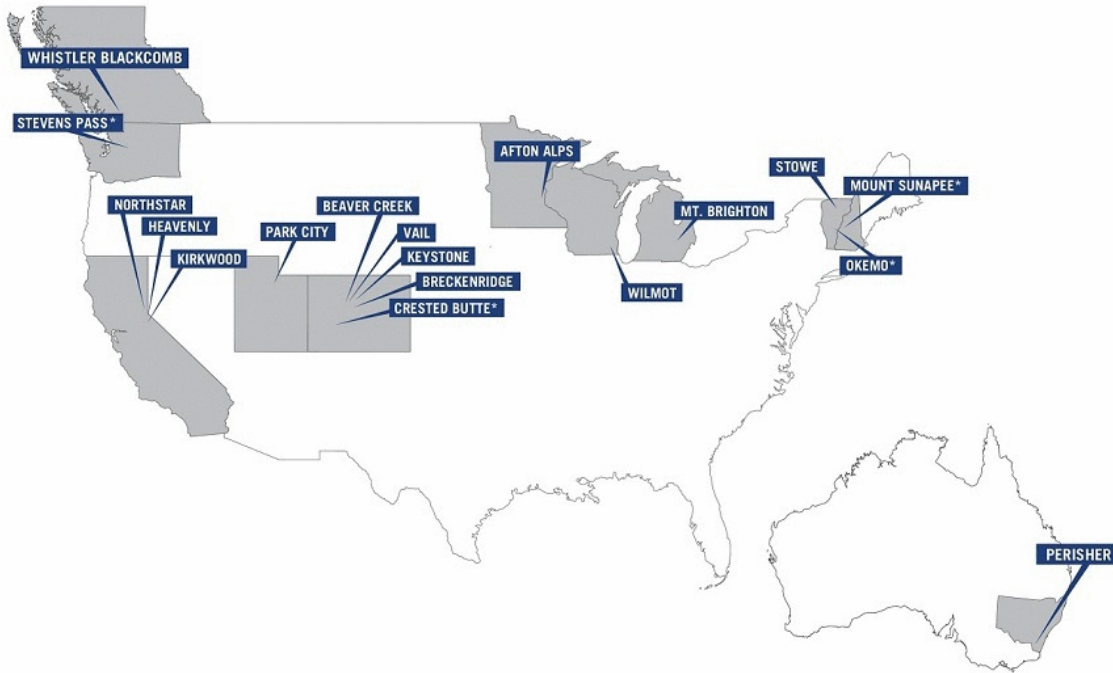 WHISTLER BLACKCOMB
STEVENS PASS*
NORTHSTAR
HEAVENLY
KIRKWOOD
PARK CITY
BEAVER CREEK
VAIL
KEYSTONE
BRECKENRIDGE
CRESTED BUTTE*
AFTON ALPS
WILMOT
MT. BRIGHTON
STOWE
MOUNT SUNAPEE*
OKEMO*
PERISHER